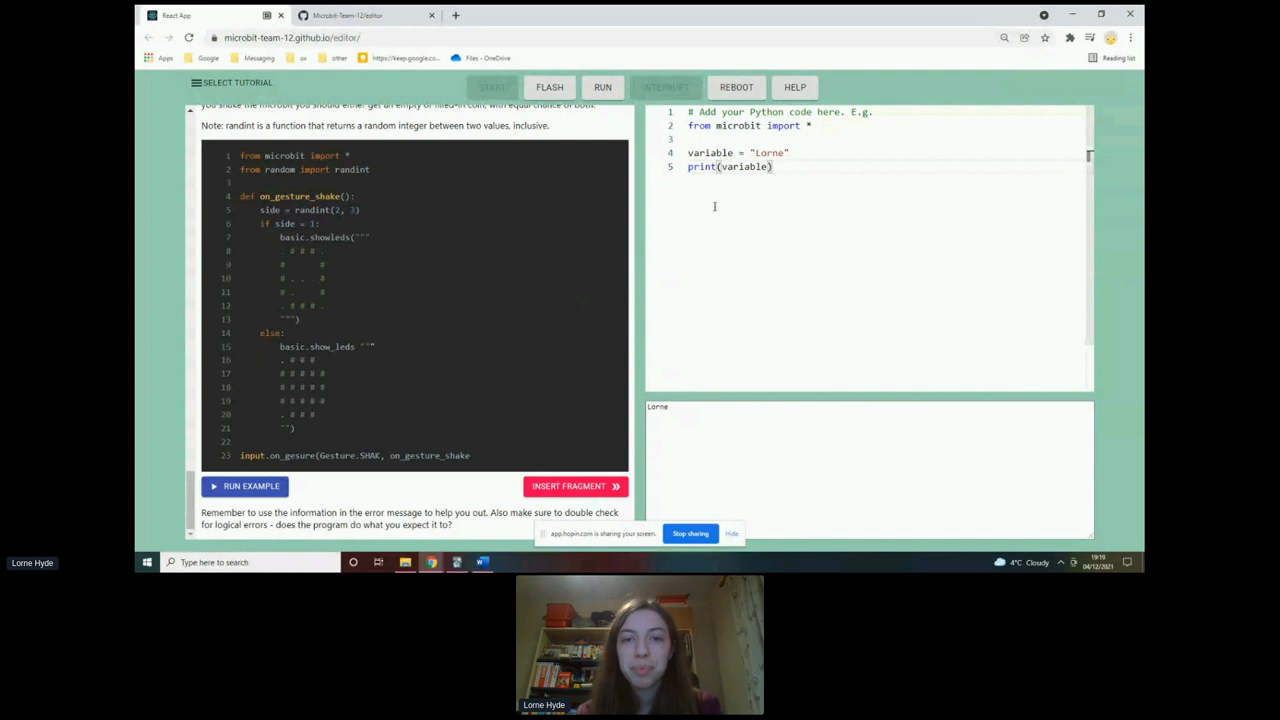 React App
Microbit-Team-12/editor
microbit-team-12.github.io/editor/
Apps Google Messaging ox other https://keep.google.co... Files - OneDrive Reading list
SELECT TUTORIAL START FLASH RUN INTERRUPT REBOOT HELP
you shake the microbit you should either get an empty or filled-in coin, with equal chance of both.
Note: randint is a function that returns a random integer between two values, inclusive.
1 from microbit import *
2 from random import randint
3
4 def on_gesture_shake():
5 side = randint(2, 3)
6 if side = 1:
7 basic.showleds("""
8 . # # # .
9 # #
10 # . . . #
11 # . #
12 . # # # .
13 """)
14 else:
15 basic.show_leds """
16 . # # #
17 # # # # #
18 # # # # #
19 # # # # #
20 . # # #
21 "")
22
23 input.on_gesure(Gesture.SHAK, on_gesture_shake
RUN EXAMPLE
INSERT FRAGMENT
Remember to use the information in the error message to help you out. Also make sure to double check
for logical errors - does the program do what you expect it to?
1 # Add your Python code here. E.g.
2 from microbit import *
3
4 variable = "Lorne"
5 print(variable)
Lorne
app.hopin.com is sharing your screen. Stop sharing Hide
Type here to search
4°C Cloudy
19:19
04/12/2021
Lorne Hyde
Lorne Hyde